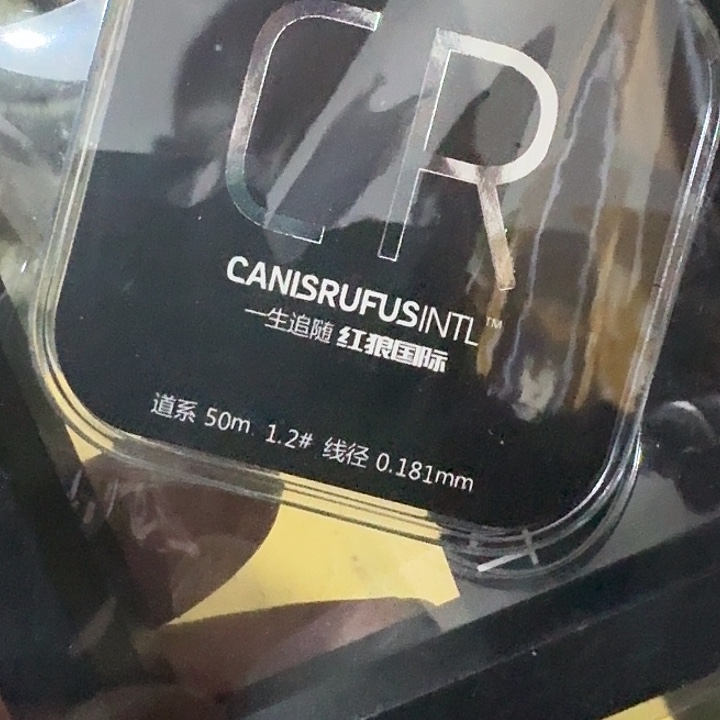 CR
CANISRUFUSINTL™
一生追随 红狼国际
道系 50m 1.2# 线径 0.181mm